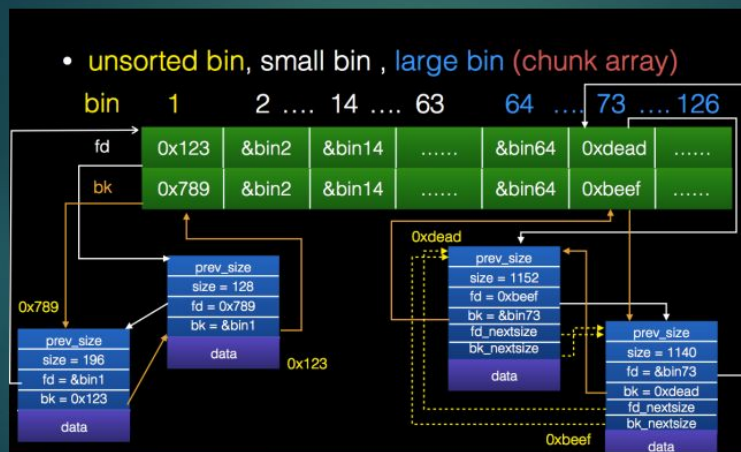 • unsorted bin, small bin , large bin (chunk array)
bin 1 2 .... 14 .... 63 64 .... 73 .... 126
fd 0x123 &bin2 &bin14 ...... &bin64 0xdead ......
bk 0x789 &bin2 &bin14 ...... &bin64 0xbeef ......
0x789
prev_size
size = 196
fd = &bin1
bk = 0x123
data
prev_size
size = 128
fd = 0x789
bk = &bin1
data
0x123
0xdead
prev_size
size = 1152
fd = 0xbeef
bk = &bin73
fd_nextsize
bk_nextsize
data
prev_size
size = 1140
fd = &bin73
bk = 0xdead
fd_nextsize
bk_nextsize
data
0xbeef